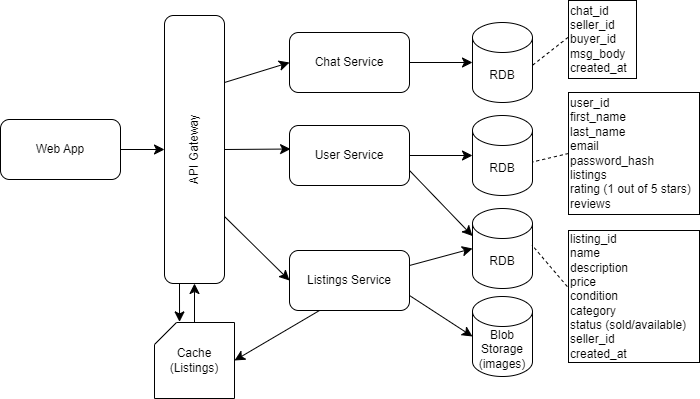 chat_id
seller_id
buyer_id
msg_body
created_at
Chat Service
RDB
user_id
first_name
last_name
email
password_hash
listings
rating (1 out of 5 stars)
reviews
Web App
API Gateway
User Service
RDB
listing_id
name
description
price
condition
category
status (sold/available)
seller_id
created_at
Listings Service
RDB
Blob
Storage
(images)
Cache
(Listings)